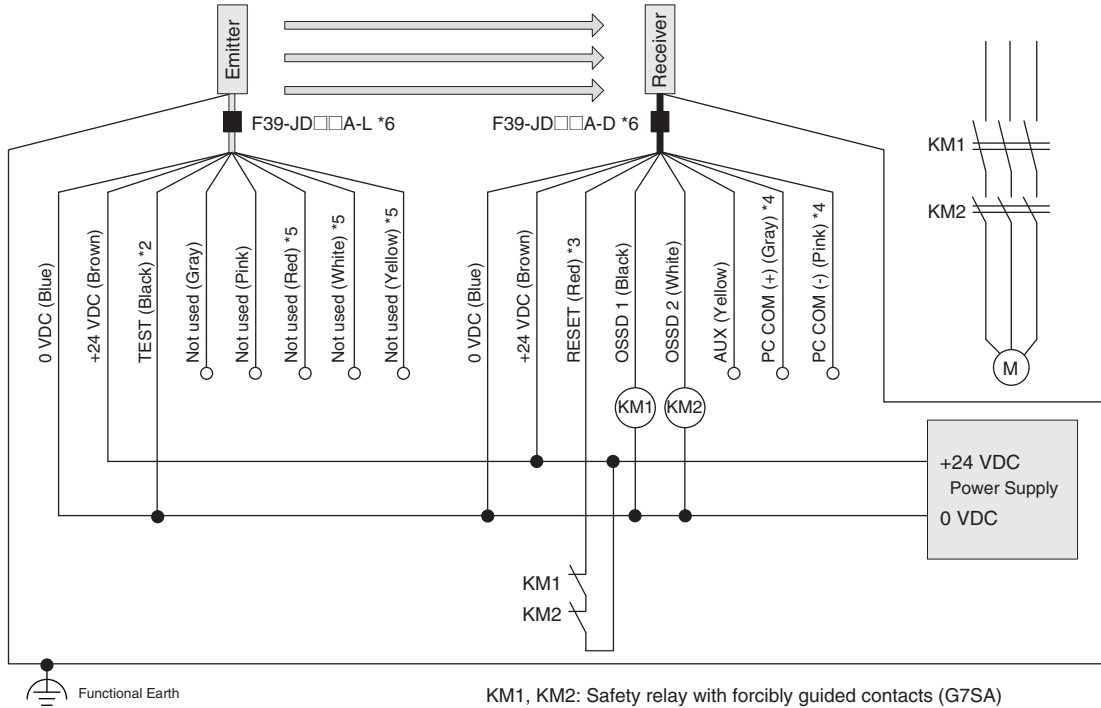 Emitter
Receiver
F39-JD□□A-L *6
F39-JD□□A-D *6
KM1
KM2
M
0 VDC (Blue)
+24 VDC (Brown)
TEST (Black) *2
Not used (Gray)
Not used (Pink)
Not used (Red) *5
Not used (White) *5
Not used (Yellow) *5
0 VDC (Blue)
+24 VDC (Brown)
RESET (Red) *3
OSSD 1 (Black)
OSSD 2 (White)
AUX (Yellow)
PC COM (+) (Gray) *4
PC COM (-) (Pink) *4
KM1
KM2
+24 VDC
Power Supply
0 VDC
KM1
KM2
Functional Earth
KM1, KM2: Safety relay with forcibly guided contacts (G7SA)